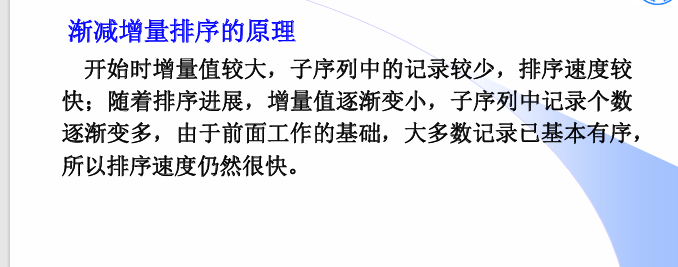 渐减增量排序的原理
开始时增量值较大，子序列中的记录较少，排序速度较
快；随着排序进展，增量值逐渐变小，子序列中记录个数
逐渐变多，由于前面工作的基础，大多数记录已基本有序，
所以排序速度仍然很快。